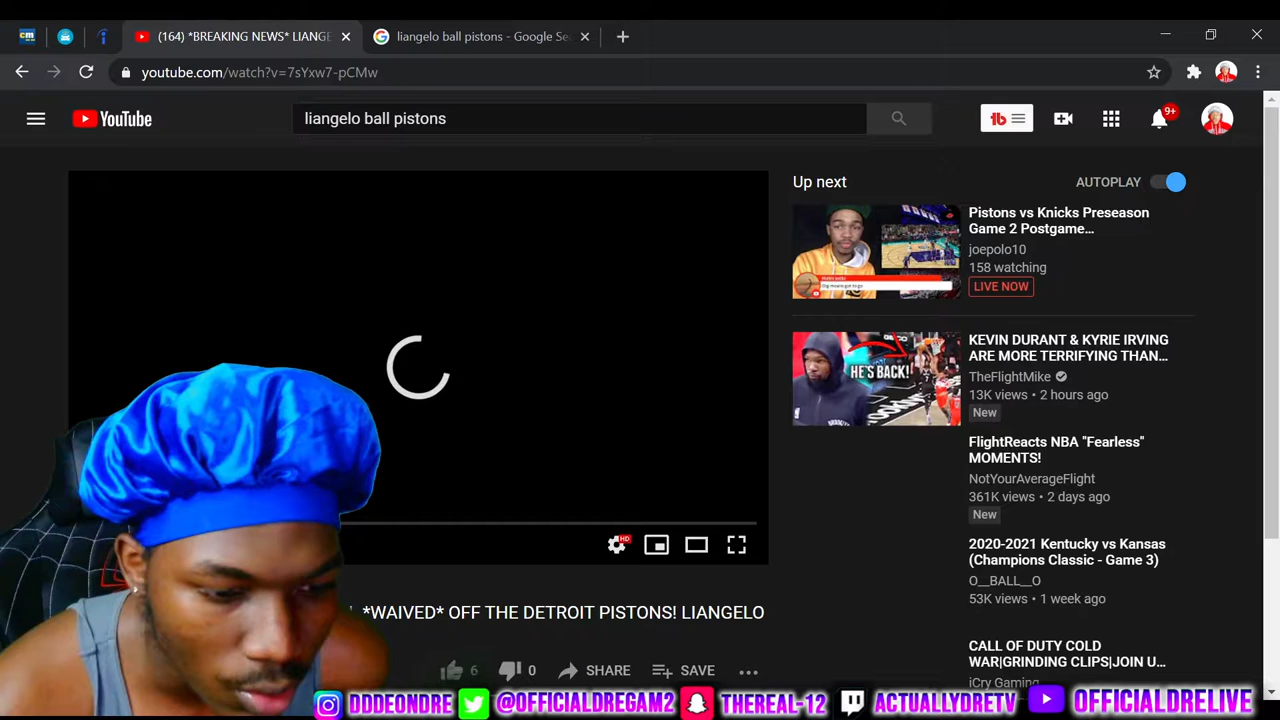 (164) *BREAKING NEWS* LIANGE
liangelo ball pistons - Google Se
youtube.com/watch?v=7sYxw7-pCMw
YouTube
liangelo ball pistons
9+
Up next
AUTOPLAY
Pistons vs Knicks Preseason
Game 2 Postgame…
joepolo10
158 watching
LIVE NOW
KEVIN DURANT & KYRIE IRVING
ARE MORE TERRIFYING THAN…
TheFlightMike
13K views • 2 hours ago
New
HE'S BACK!
FlightReacts NBA "Fearless"
MOMENTS!
NotYourAverageFlight
361K views • 2 days ago
New
2020-2021 Kentucky vs Kansas
(Champions Classic - Game 3)
O__BALL__O
53K views • 1 week ago
CALL OF DUTY COLD
WAR|GRINDING CLIPS|JOIN U…
iCry Gaming
HD
*WAIVED* OFF THE DETROIT PISTONS! LIANGELO
6 0 SHARE SAVE
DDDEONDRE @OFFICIALDREGAM2 THEREAL-12 ACTUALLYDRETV OFFICIALDRELIVE